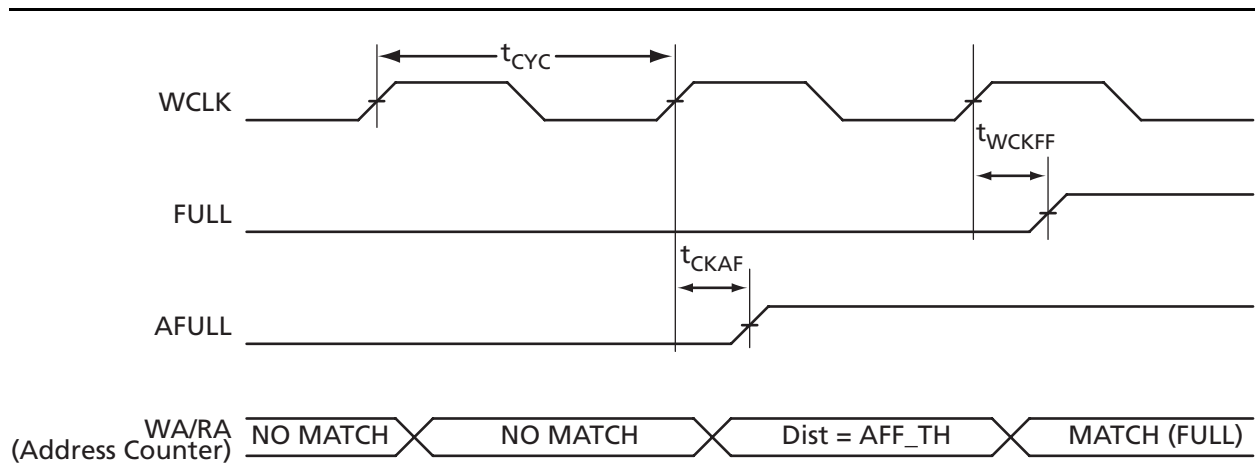 tCYC
WCLK
tWCKFF
FULL
tCKAF
AFULL
WA/RA
(Address Counter)
NO MATCH
NO MATCH
Dist = AFF_TH
MATCH (FULL)